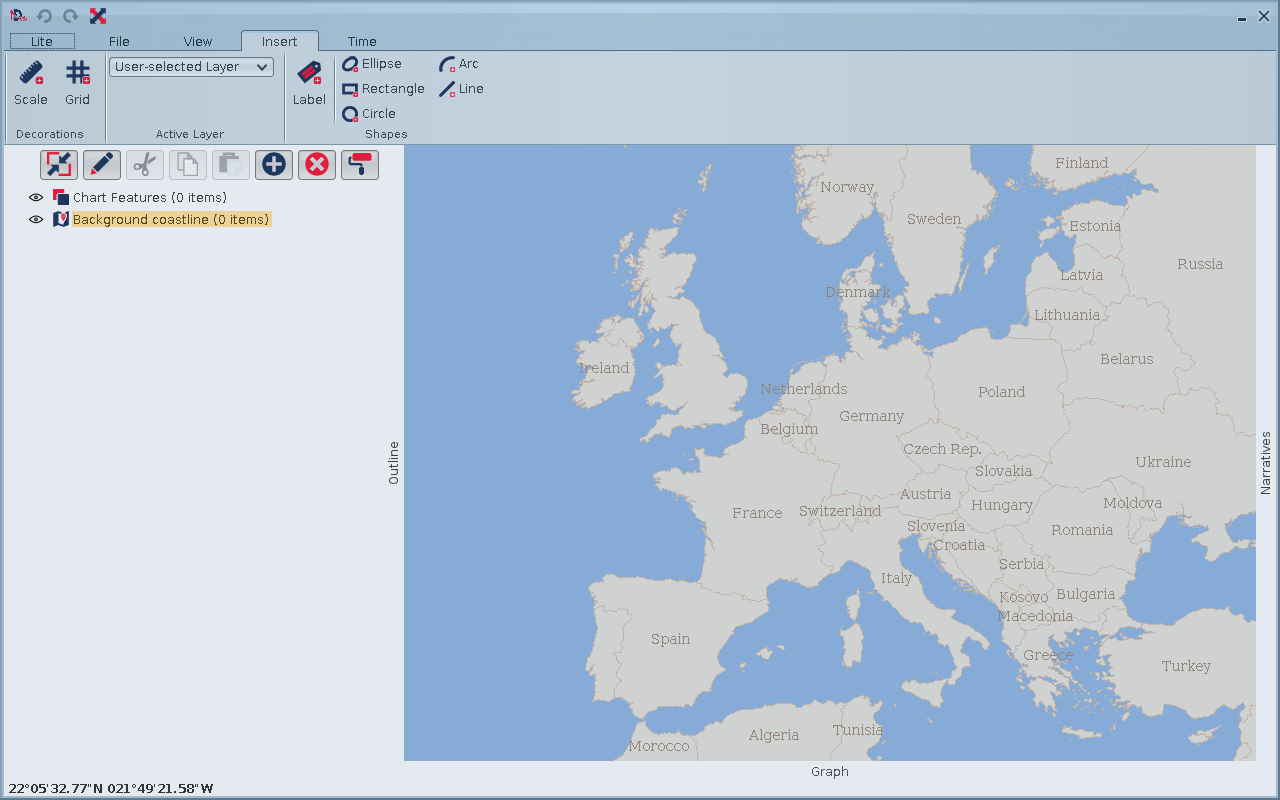 Lite File View Insert Time
User-selected Layer
Scale Grid Label
Ellipse Arc
Rectangle Line
Circle
Decorations Active Layer Shapes
Chart Features (0 items)
Background coastline (0 items)
Outline
Finland
Norway
Sweden
Estonia
Russia
Latvia
Denmark
Lithuania
Belarus
Ireland
Netherlands
Poland
Germany
Belgium
Czech Rep.
Ukraine
Slovakia
Austria
Moldova
Hungary
France
Switzerland
Slovenia
Romania
Croatia
Serbia
Italy
Bulgaria
Kosovo
Macedonia
Spain
Greece
Turkey
Tunisia
Algeria
Morocco
Narratives
Graph
22°05'32.77"N 021°49'21.58"W